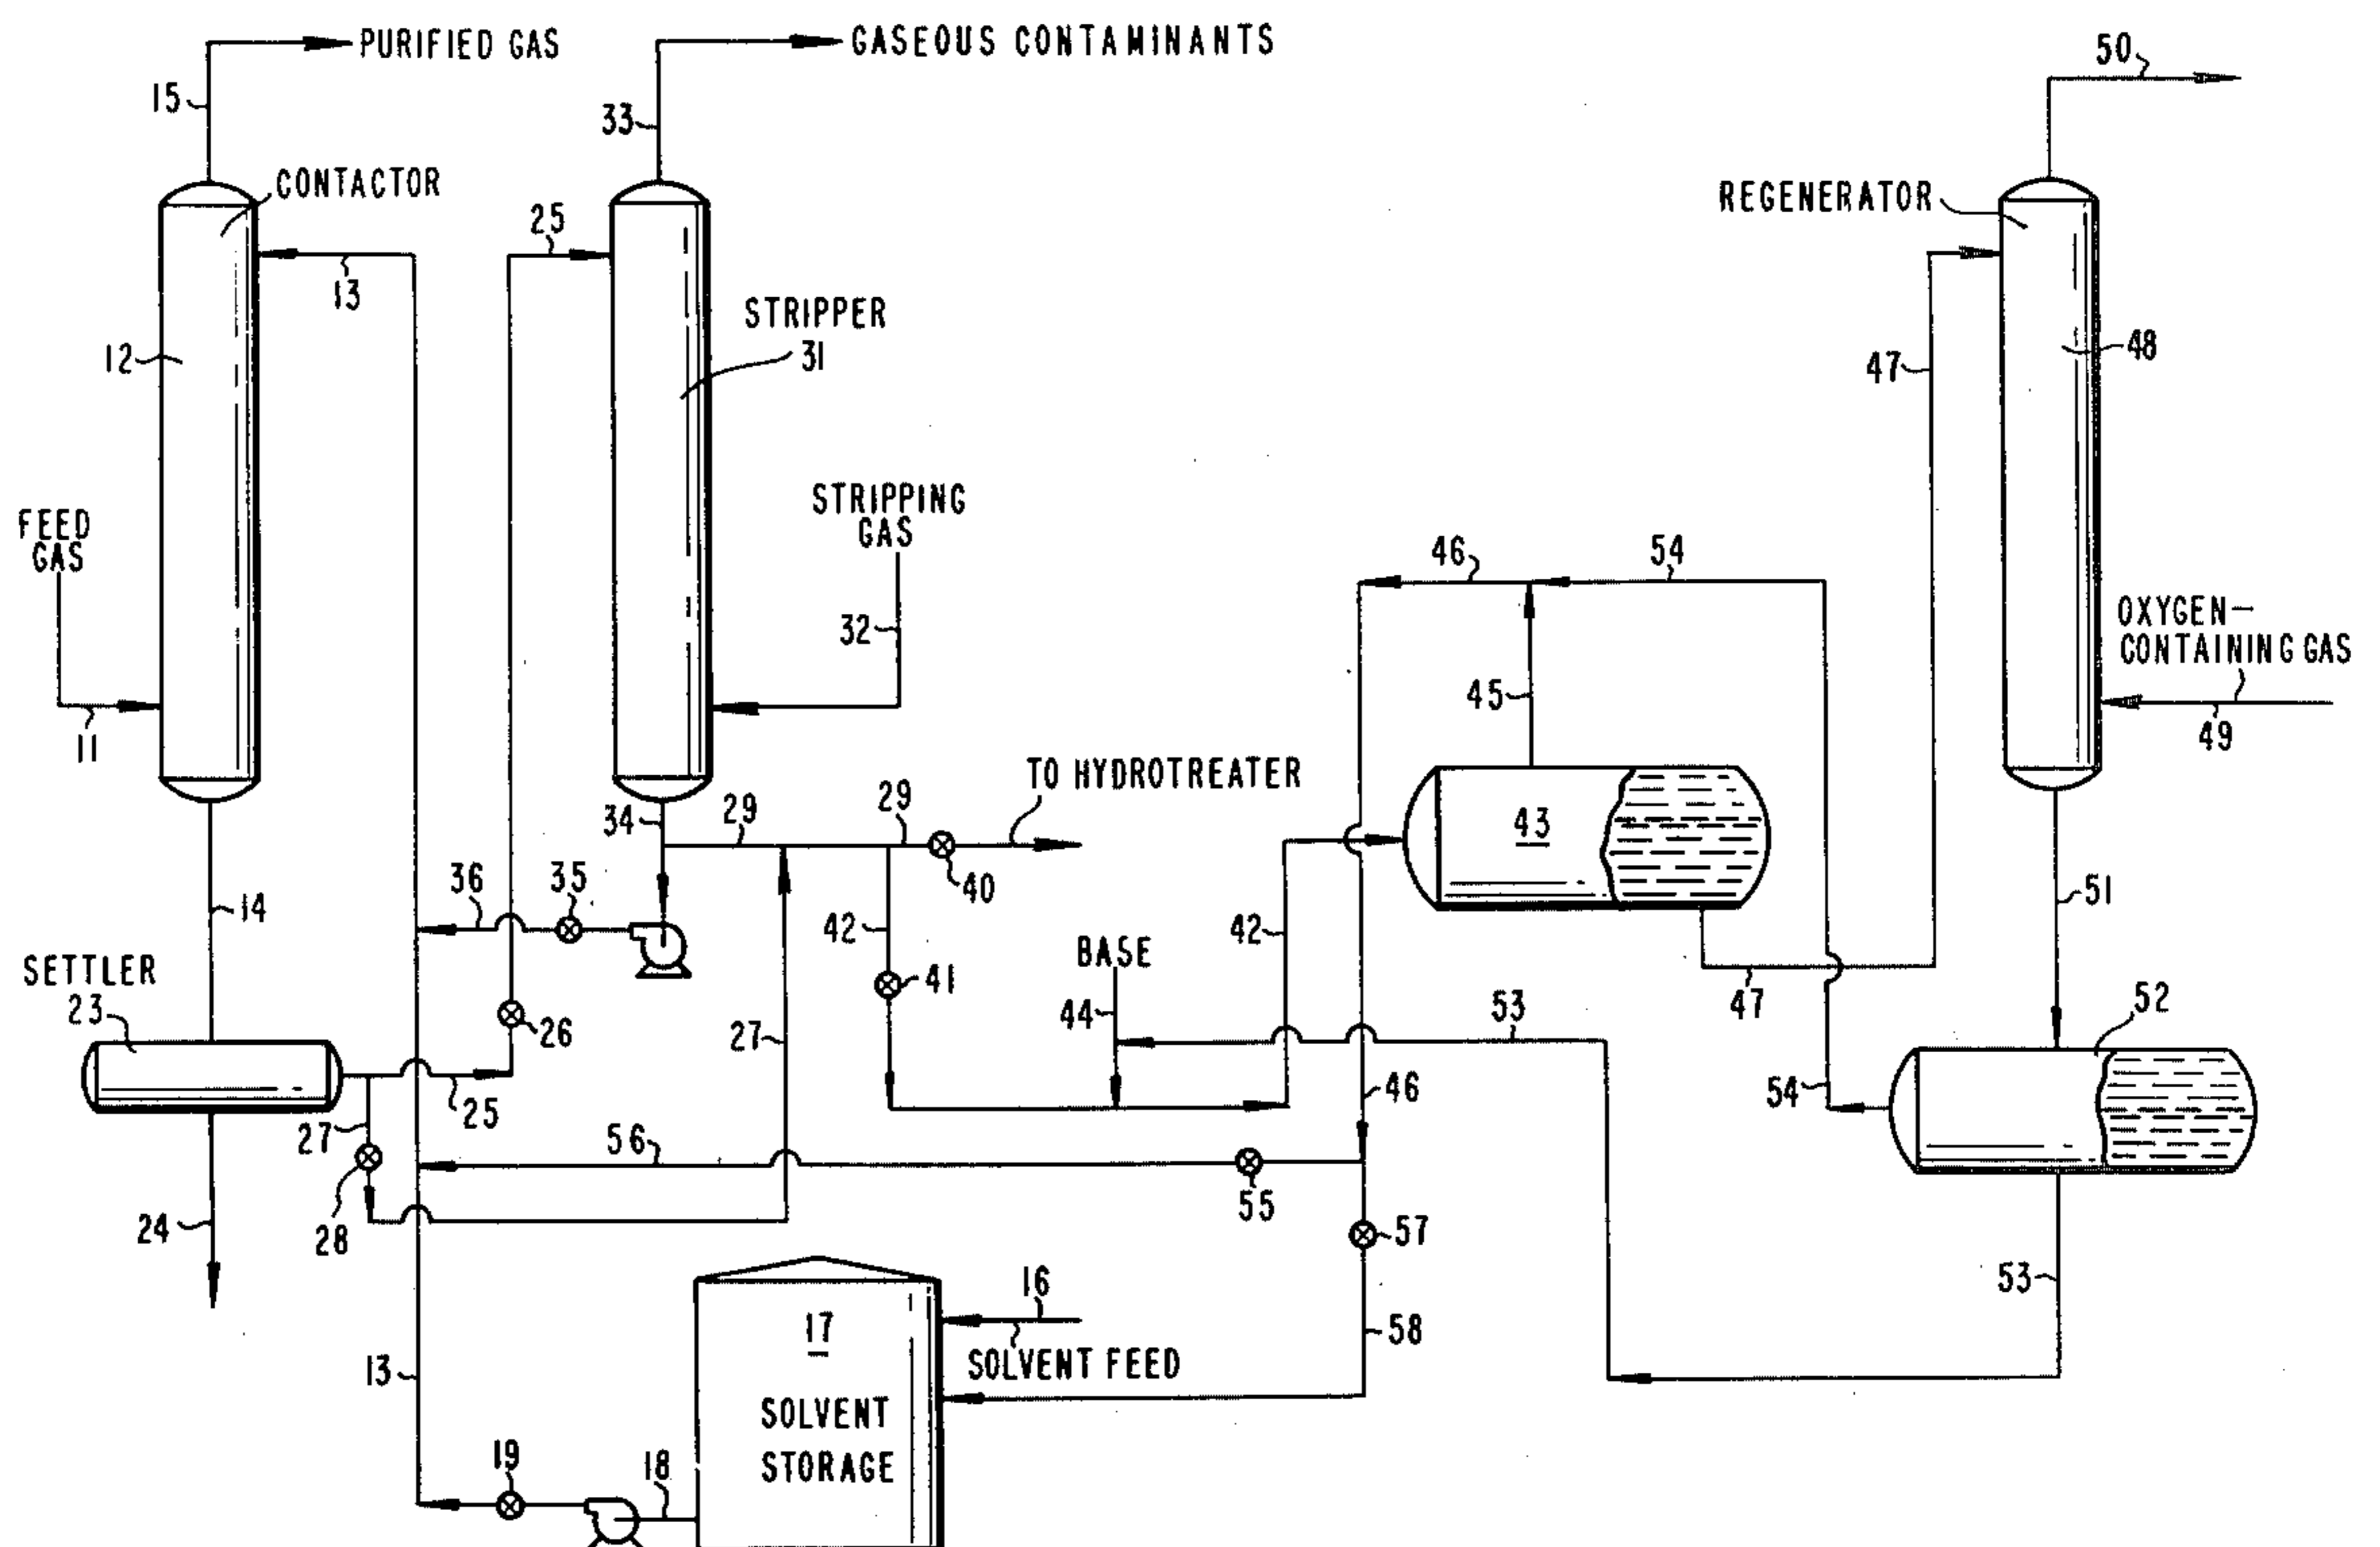 PURIFIED GAS
GASEOUS CONTAMINANTS
50
15
33
CONTACTOR
REGENERATOR
25
13
STRIPPER
31
12
48
47
STRIPPING
GAS
FEED
GAS
46
54
OXYGEN-
CONTAINING GAS
32
45
11
49
TO HYDROTREATER
34
29
29
43
40
36
35
14
42
42
51
BASE
41
SETTLER
23
26
27
44
53
47
52
25
46
54
27
56
28
55
57
24
53
16
17
58
SOLVENT FEED
13
SOLVENT
STORAGE
19
18